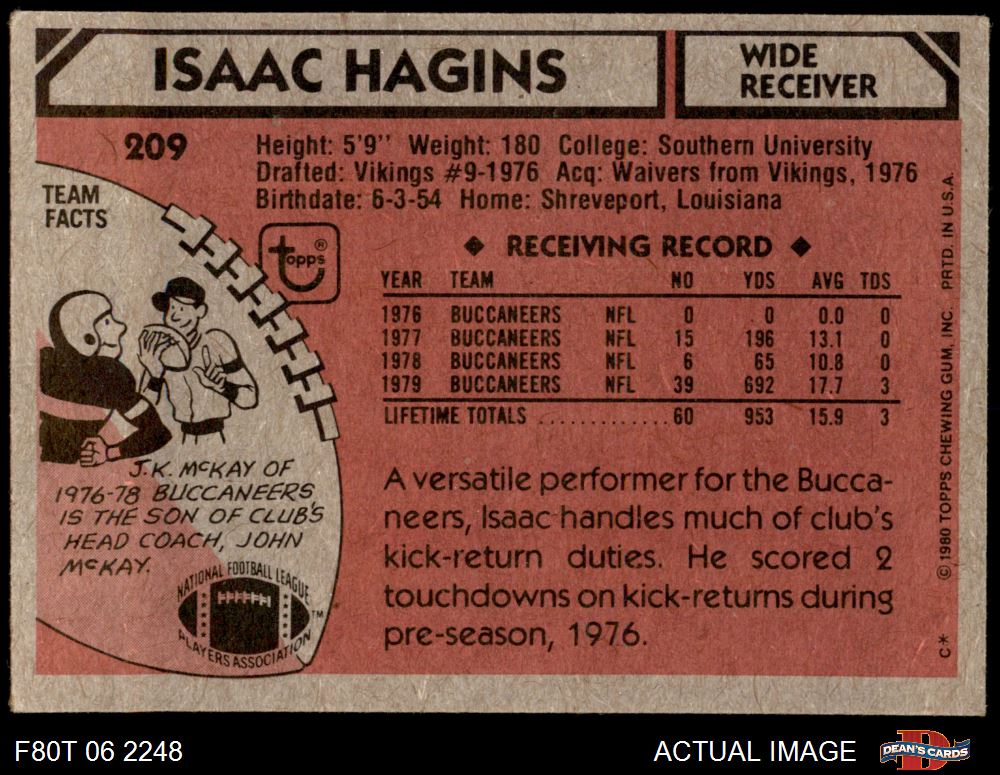 ISAAC HAGINS
WIDE
RECEIVER
209
Height: 5'9'' Weight: 180 College: Southern University
Drafted: Vikings #9-1976 Acq: Waivers from Vikings, 1976
Birthdate: 6-3-54 Home: Shreveport, Louisiana
TEAM
FACTS
topps ®
◆ RECEIVING RECORD ◆
YEAR TEAM NO YDS AVG TDS
1976 BUCCANEERS NFL 0 0 0.0 0
1977 BUCCANEERS NFL 15 196 13.1 0
1978 BUCCANEERS NFL 6 65 10.8 0
1979 BUCCANEERS NFL 39 692 17.7 3
LIFETIME TOTALS .............60 953 15.9 3
J.K. McKAY OF
1976-78 BUCCANEERS
IS THE SON OF CLUB'S
HEAD COACH, JOHN
McKAY.
NATIONAL FOOTBALL LEAGUE
PLAYERS ASSOCIATION
TM
A versatile performer for the Bucca-
neers, Isaac handles much of club's
kick-return duties. He scored 2
touchdowns on kick-returns during
pre-season, 1976.
C* © 1980 TOPPS CHEWING GUM, INC. PRTD. IN U.S.A.
F80T 06 2248
ACTUAL IMAGE
D
DEAN'S CARDS